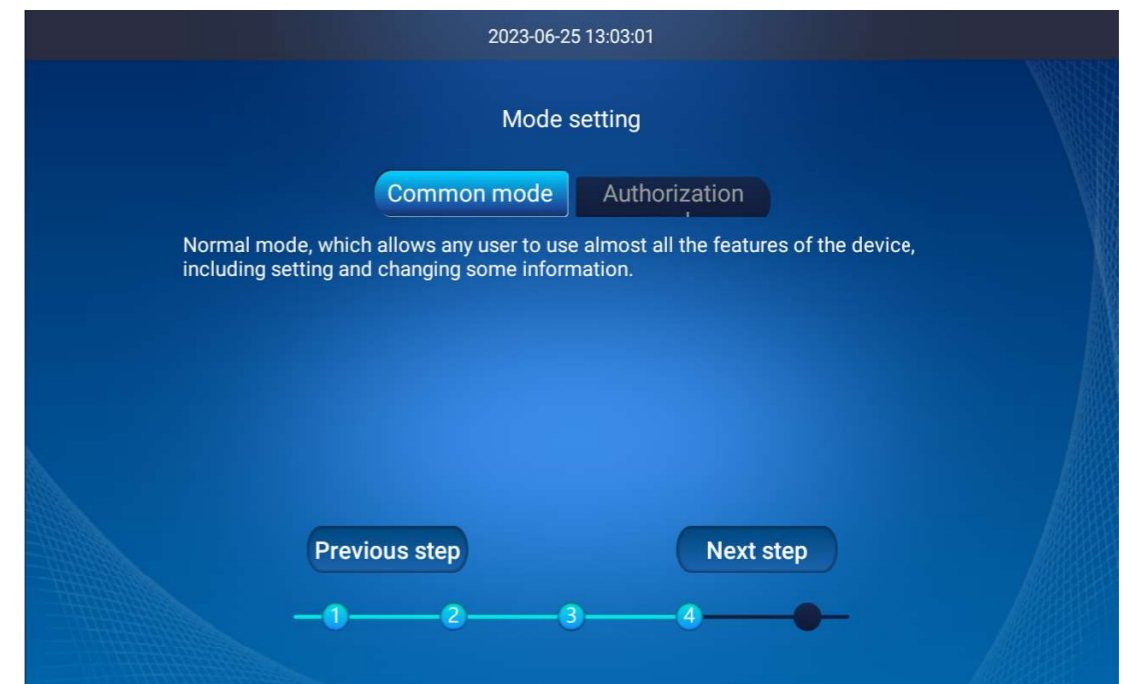 2023-06-25 13:03:01
Mode setting
Common mode
Authorization
Normal mode, which allows any user to use almost all the features of the device,
including setting and changing some information.
Previous step
Next step
1 2 3 4